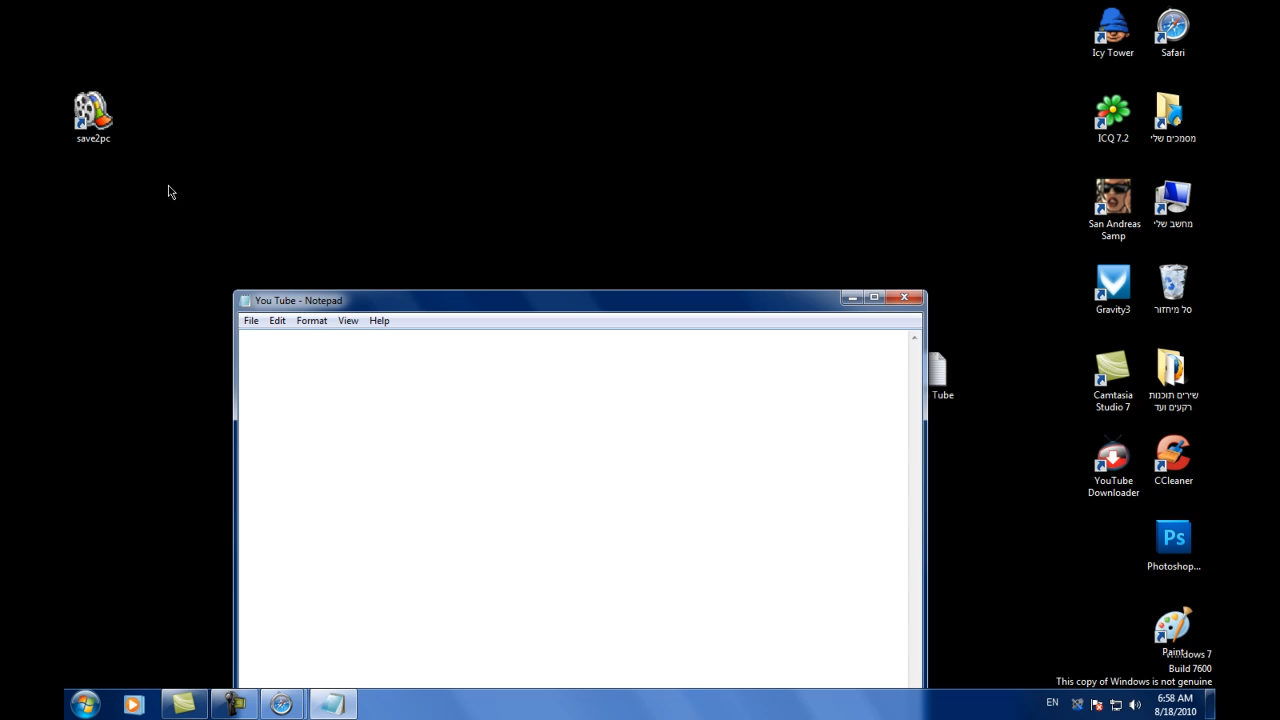 Icy Tower
Safari
save2pc
ICQ 7.2
מסמכים שלי
San Andreas
Samp
מחשב שלי
You Tube - Notepad
File Edit Format View Help
Gravity3
סל מיחזור
Tube
Camtasia
Studio 7
שירים תוכנות
רקעים ועד
YouTube
Downloader
CCleaner
Ps
Photoshop...
Paint
Windows 7
Build 7600
This copy of Windows is not genuine
EN
6:58 AM
8/18/2010